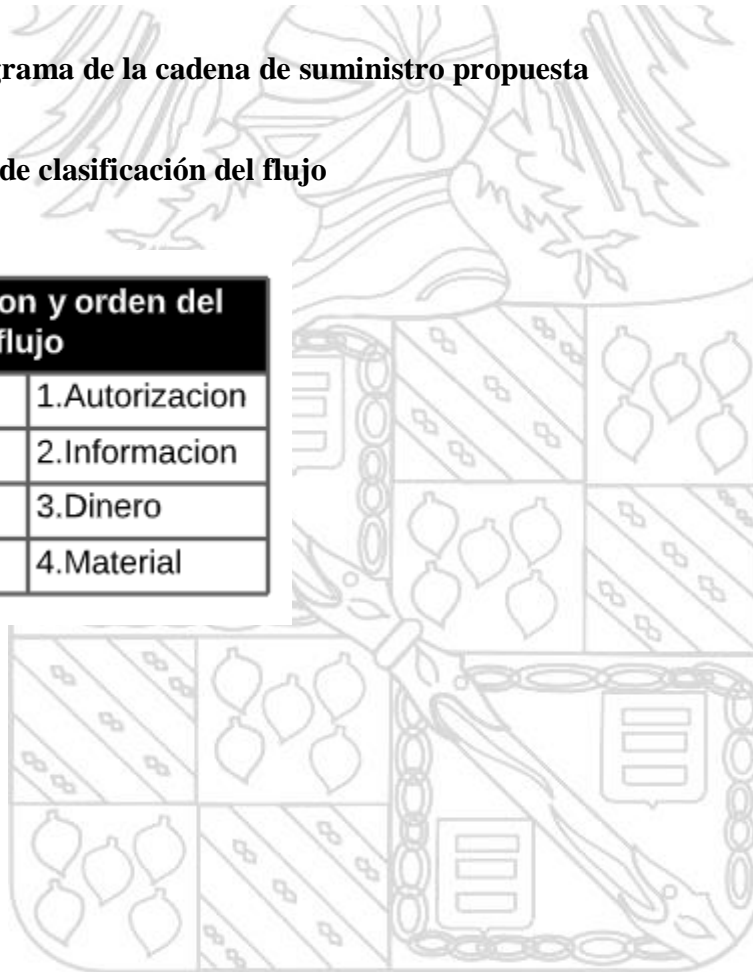 grama de la cadena de suministro propuesta
de clasificación del flujo
on y orden del
flujo
1.Autorizacion
2.Informacion
3.Dinero
4.Material